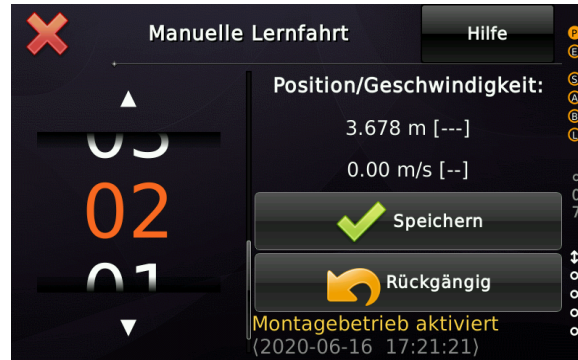 Manuelle Lernfahrt
Hilfe
Position/Geschwindigkeit:
3.678 m [---]
0.00 m/s [--]
02
01
Speichern
Rückgängig
Montagebetrieb aktiviert
(2020-06-16 17:21:21)
P
E
S
A
B
L